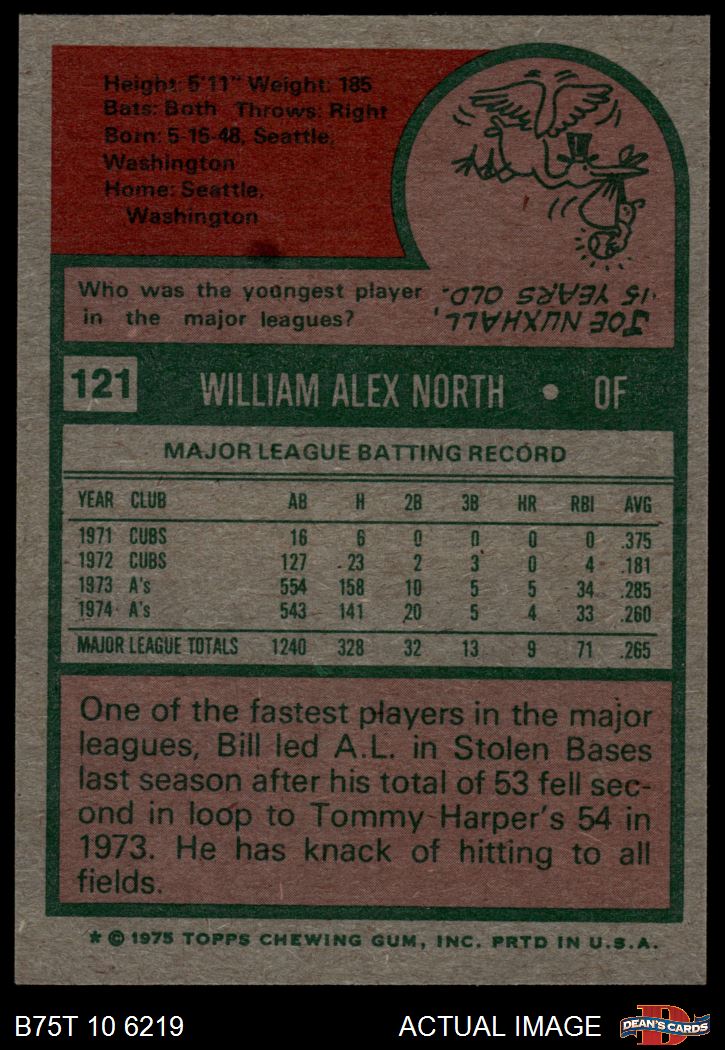 Height: 5'11" Weight: 185
Bats: Both Throws: Right
Born: 5-15-48, Seattle,
Washington
Home: Seattle,
Washington
Who was the youngest player
in the major leagues?
JOE NUXHALL,
15 YEARS OLD.
121 WILLIAM ALEX NORTH • OF
MAJOR LEAGUE BATTING RECORD
YEAR CLUB AB H 2B 3B HR RBI AVG
1971 CUBS 16 6 0 0 0 0 .375
1972 CUBS 127 23 2 3 0 4 .181
1973 A's 554 158 10 5 5 34 .285
1974 A's 543 141 20 5 4 33 .260
MAJOR LEAGUE TOTALS 1240 328 32 13 9 71 .265
One of the fastest players in the major
leagues, Bill led A.L. in Stolen Bases
last season after his total of 53 fell sec-
ond in loop to Tommy Harper's 54 in
1973. He has knack of hitting to all
fields.
* © 1975 TOPPS CHEWING GUM, INC. PRTD IN U.S.A.
B75T 10 6219 ACTUAL IMAGE DEAN'S CARDS